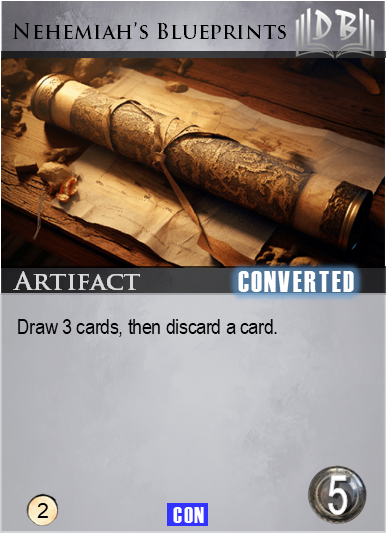 Nehemiah's Blueprints
DB
Artifact
CONVERTED
Draw 3 cards, then discard a card.
2
CON
5